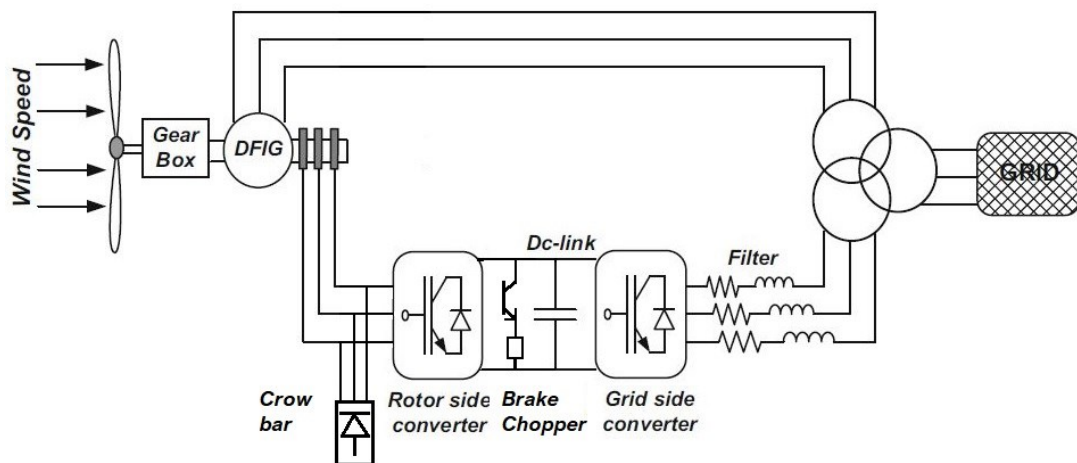 Wind Speed
Gear
Box
DFIG
GRID
Dc-link
Filter
Crow
bar
Rotor side
converter
Brake
Chopper
Grid side
converter